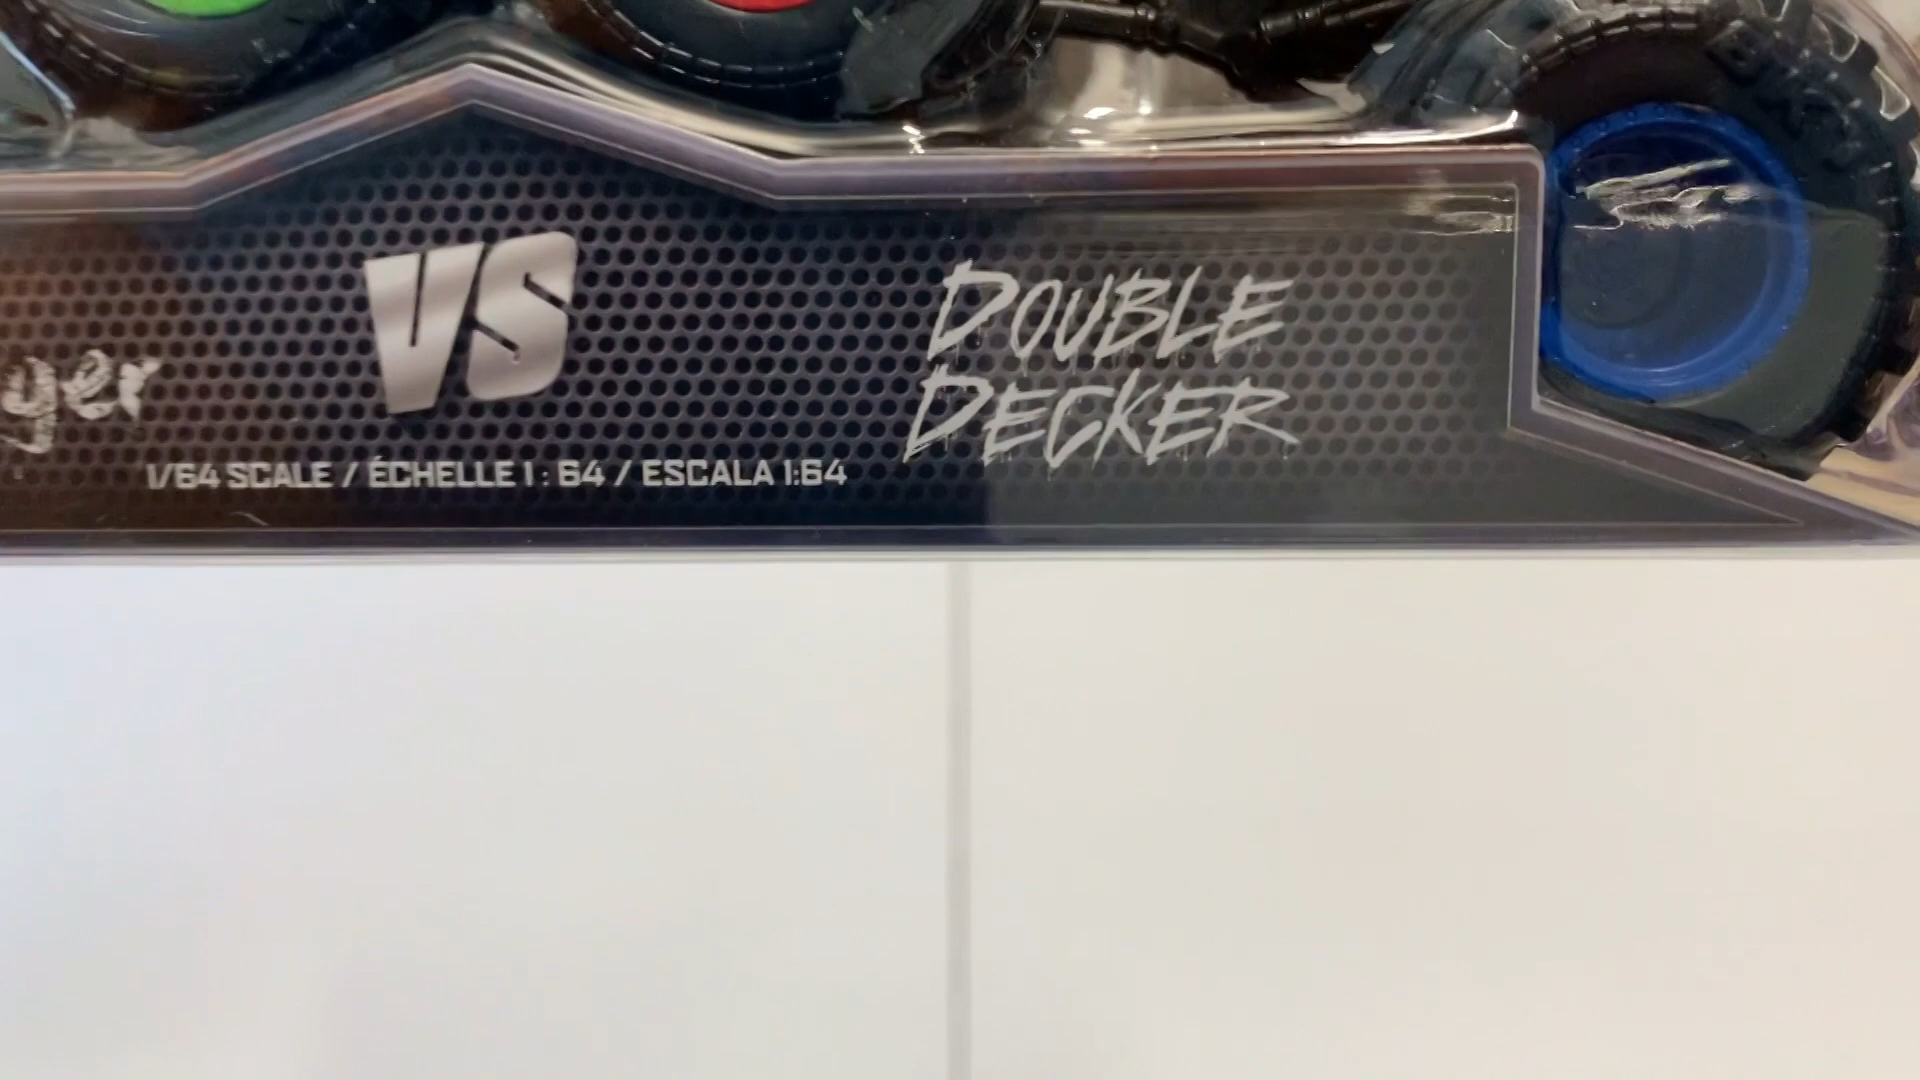 VS
DOUBLE
DECKER
1/64 SCALE / ÉCHELLE 1 : 64 / ESCALA 1:64